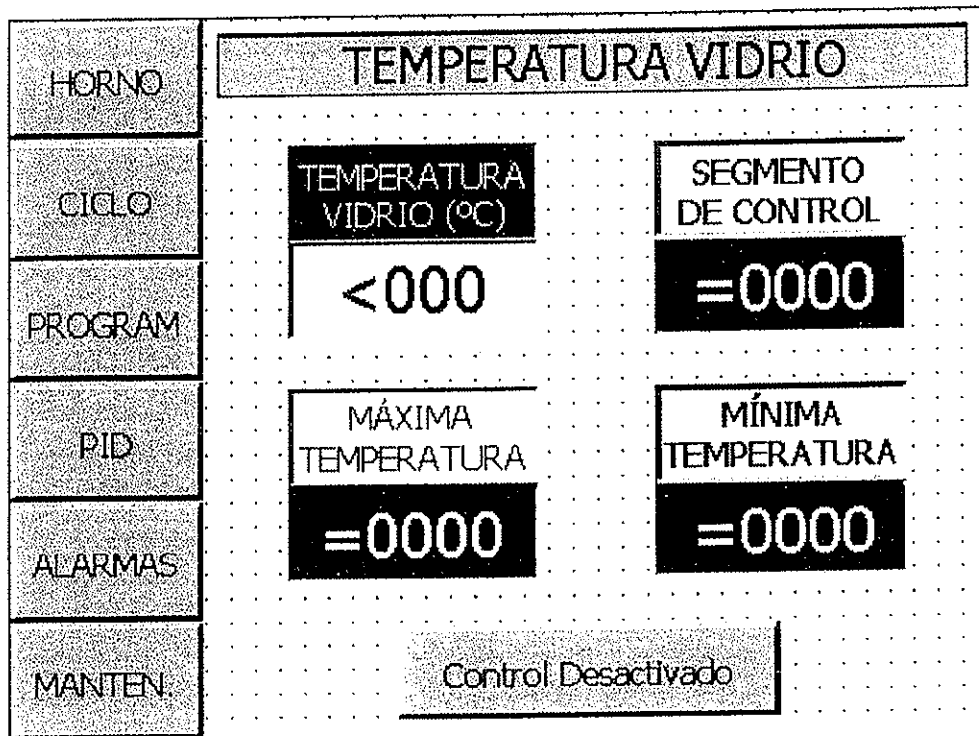 HORNO
CICLO
PROGRAM
PID
ALARMAS
MANTEN.
TEMPERATURA VIDRIO
TEMPERATURA
VIDRIO (ºC)
<000
SEGMENTO
DE CONTROL
=0000
MÁXIMA
TEMPERATURA
=0000
MÍNIMA
TEMPERATURA
=0000
Control Desactivado